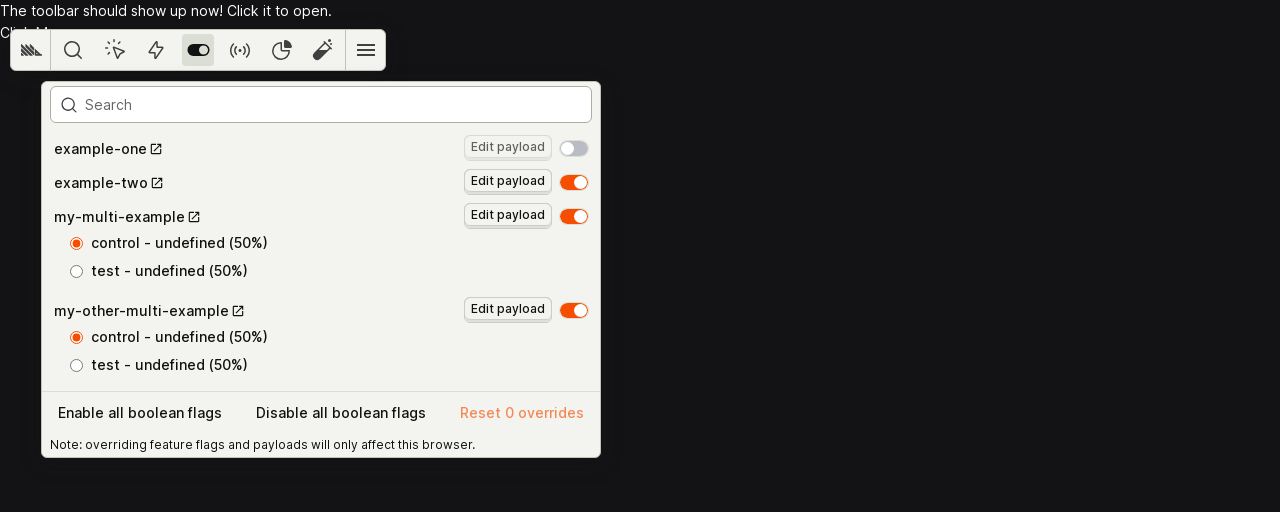 The toolbar should show up now! Click it to open.
Search
example-one Edit payload
example-two Edit payload
my-multi-example Edit payload
control - undefined (50%)
test - undefined (50%)
my-other-multi-example Edit payload
control - undefined (50%)
test - undefined (50%)
Enable all boolean flags Disable all boolean flags Reset 0 overrides
Note: overriding feature flags and payloads will only affect this browser.